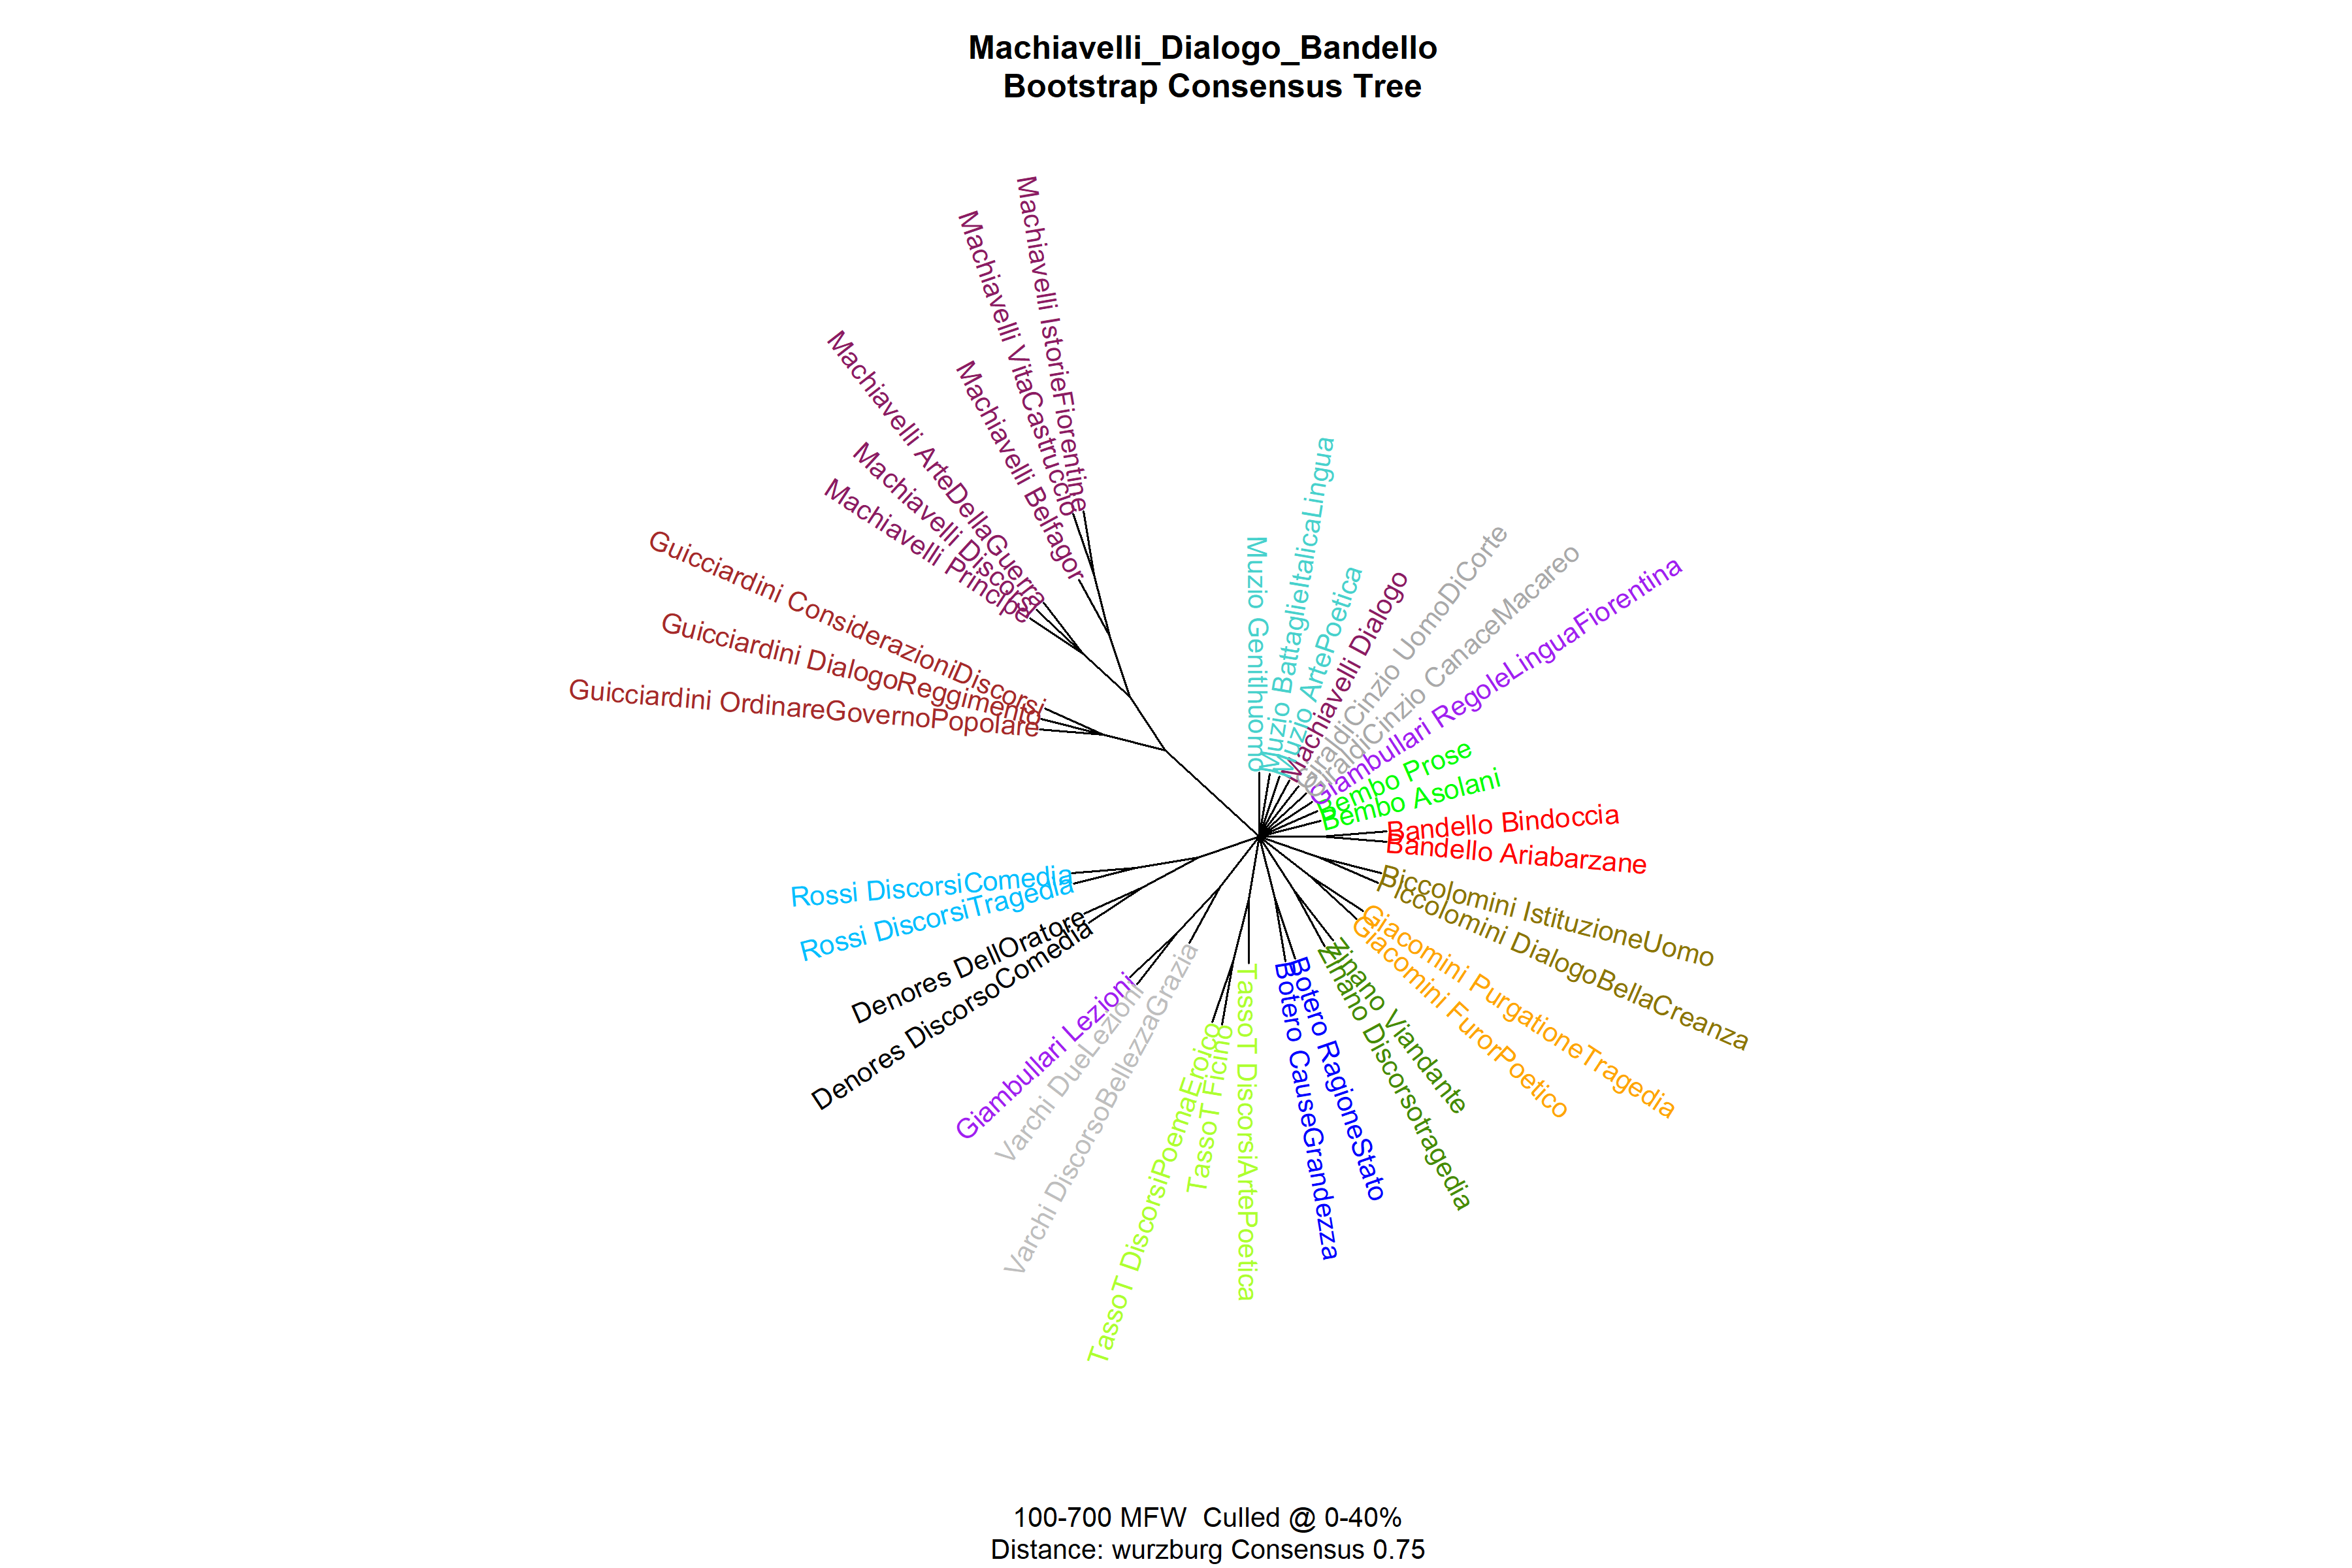 Machiavelli_Dialogo_Bandello
Bootstrap Consensus Tree
Machiavelli IstorieFiorentine
Machiavelli VitaCastruccio
Machiavelli Belfagor
Machiavelli ArteDellaGuerra
Machiavelli Discorsi
Machiavelli Principe
Guicciardini ConsiderazioniDiscorsi
Guicciardini DialogoReggimento
Guicciardini OrdinareGovernoPopolare
Muzio Gentilhuomo
Muzio BattaglieItalicaLingua
Muzio ArtePoetica
Machiavelli Dialogo
GiraldiCinzio UomoDiCorte
GiraldiCinzio CanaceMacareo
Giambullari RegoleLinguaFiorentina
Bembo Prose
Bembo Asolani
Bandello Bindoccia
Bandello Ariabarzane
Piccolomini IstituzioneUomo
Piccolomini DialogoBellaCreanza
Giacomini PurgationeTragedia
Giacomini FurorPoetico
Zinano Viandante
Zinano Discorsotragedia
Botero RagioneStato
Botero CauseGrandezza
TassoT DiscorsiArtePoetica
TassoT Ficino
TassoT DiscorsiPoemaEroico
Varchi DiscorsoBellezzaGrazia
Varchi DueLezioni
Giambullari Lezioni
Denores DiscorsoComedia
Denores DellOratore
Rossi DiscorsiTragedia
Rossi DiscorsiComedia
100-700 MFW  Culled @ 0-40%
Distance: wurzburg Consensus 0.75